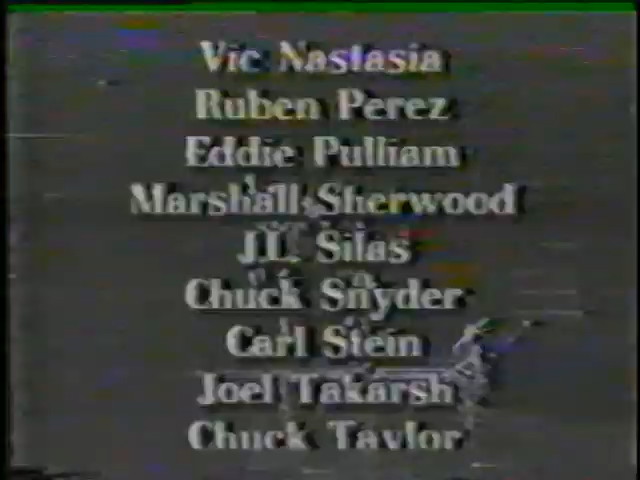 Vic Nastasia
Ruben Perez
Eddie Pulliam
Marshall Sherwood
J.L. Silas
Chuck Snyder
Carl Stein
Joel Takarsh
Chuck Taylor